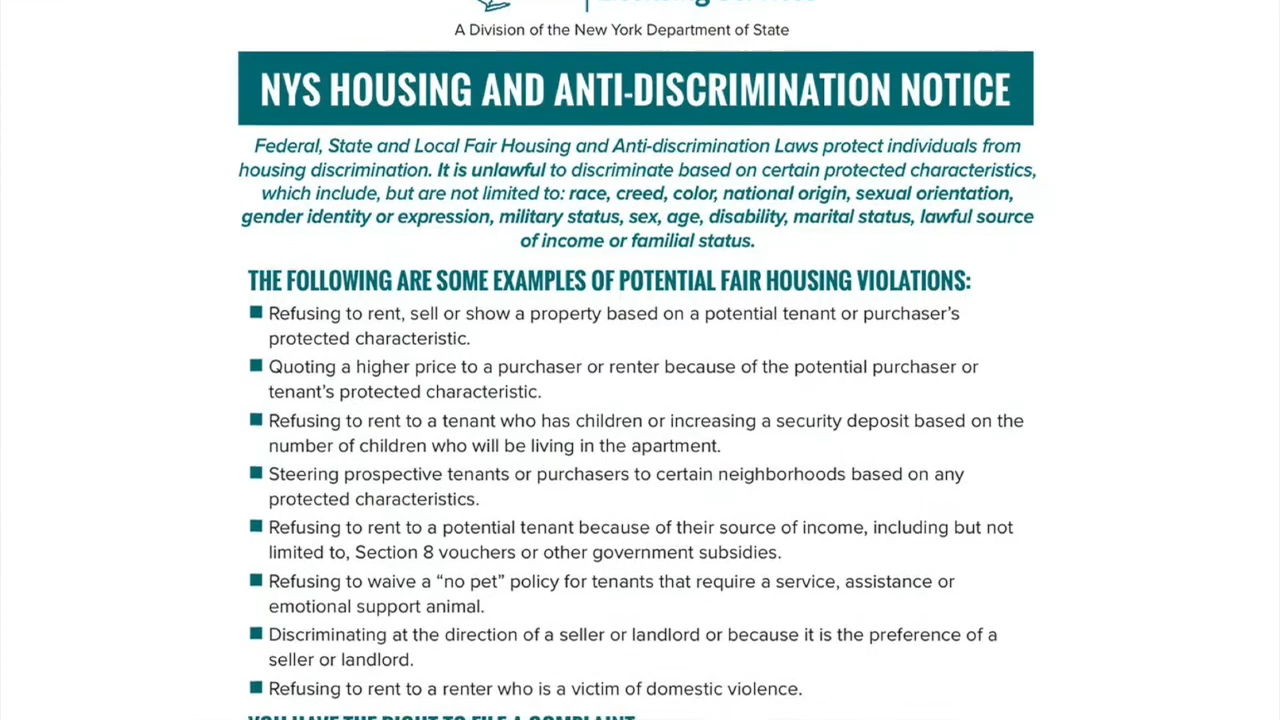 A Division of the New York Department of State
NYS HOUSING AND ANTI-DISCRIMINATION NOTICE
Federal, State and Local Fair Housing and Anti-discrimination Laws protect individuals from
housing discrimination. It is unlawful to discriminate based on certain protected characteristics,
which include, but are not limited to: race, creed, color, national origin, sexual orientation,
gender identity or expression, military status, sex, age, disability, marital status, lawful source
of income or familial status.
THE FOLLOWING ARE SOME EXAMPLES OF POTENTIAL FAIR HOUSING VIOLATIONS:
■ Refusing to rent, sell or show a property based on a potential tenant or purchaser’s
protected characteristic.
■ Quoting a higher price to a purchaser or renter because of the potential purchaser or
tenant’s protected characteristic.
■ Refusing to rent to a tenant who has children or increasing a security deposit based on the
number of children who will be living in the apartment.
■ Steering prospective tenants or purchasers to certain neighborhoods based on any
protected characteristics.
■ Refusing to rent to a potential tenant because of their source of income, including but not
limited to, Section 8 vouchers or other government subsidies.
■ Refusing to waive a “no pet” policy for tenants that require a service, assistance or
emotional support animal.
■ Discriminating at the direction of a seller or landlord or because it is the preference of a
seller or landlord.
■ Refusing to rent to a renter who is a victim of domestic violence.
YOU HAVE THE RIGHT TO FILE A COMPLAINT